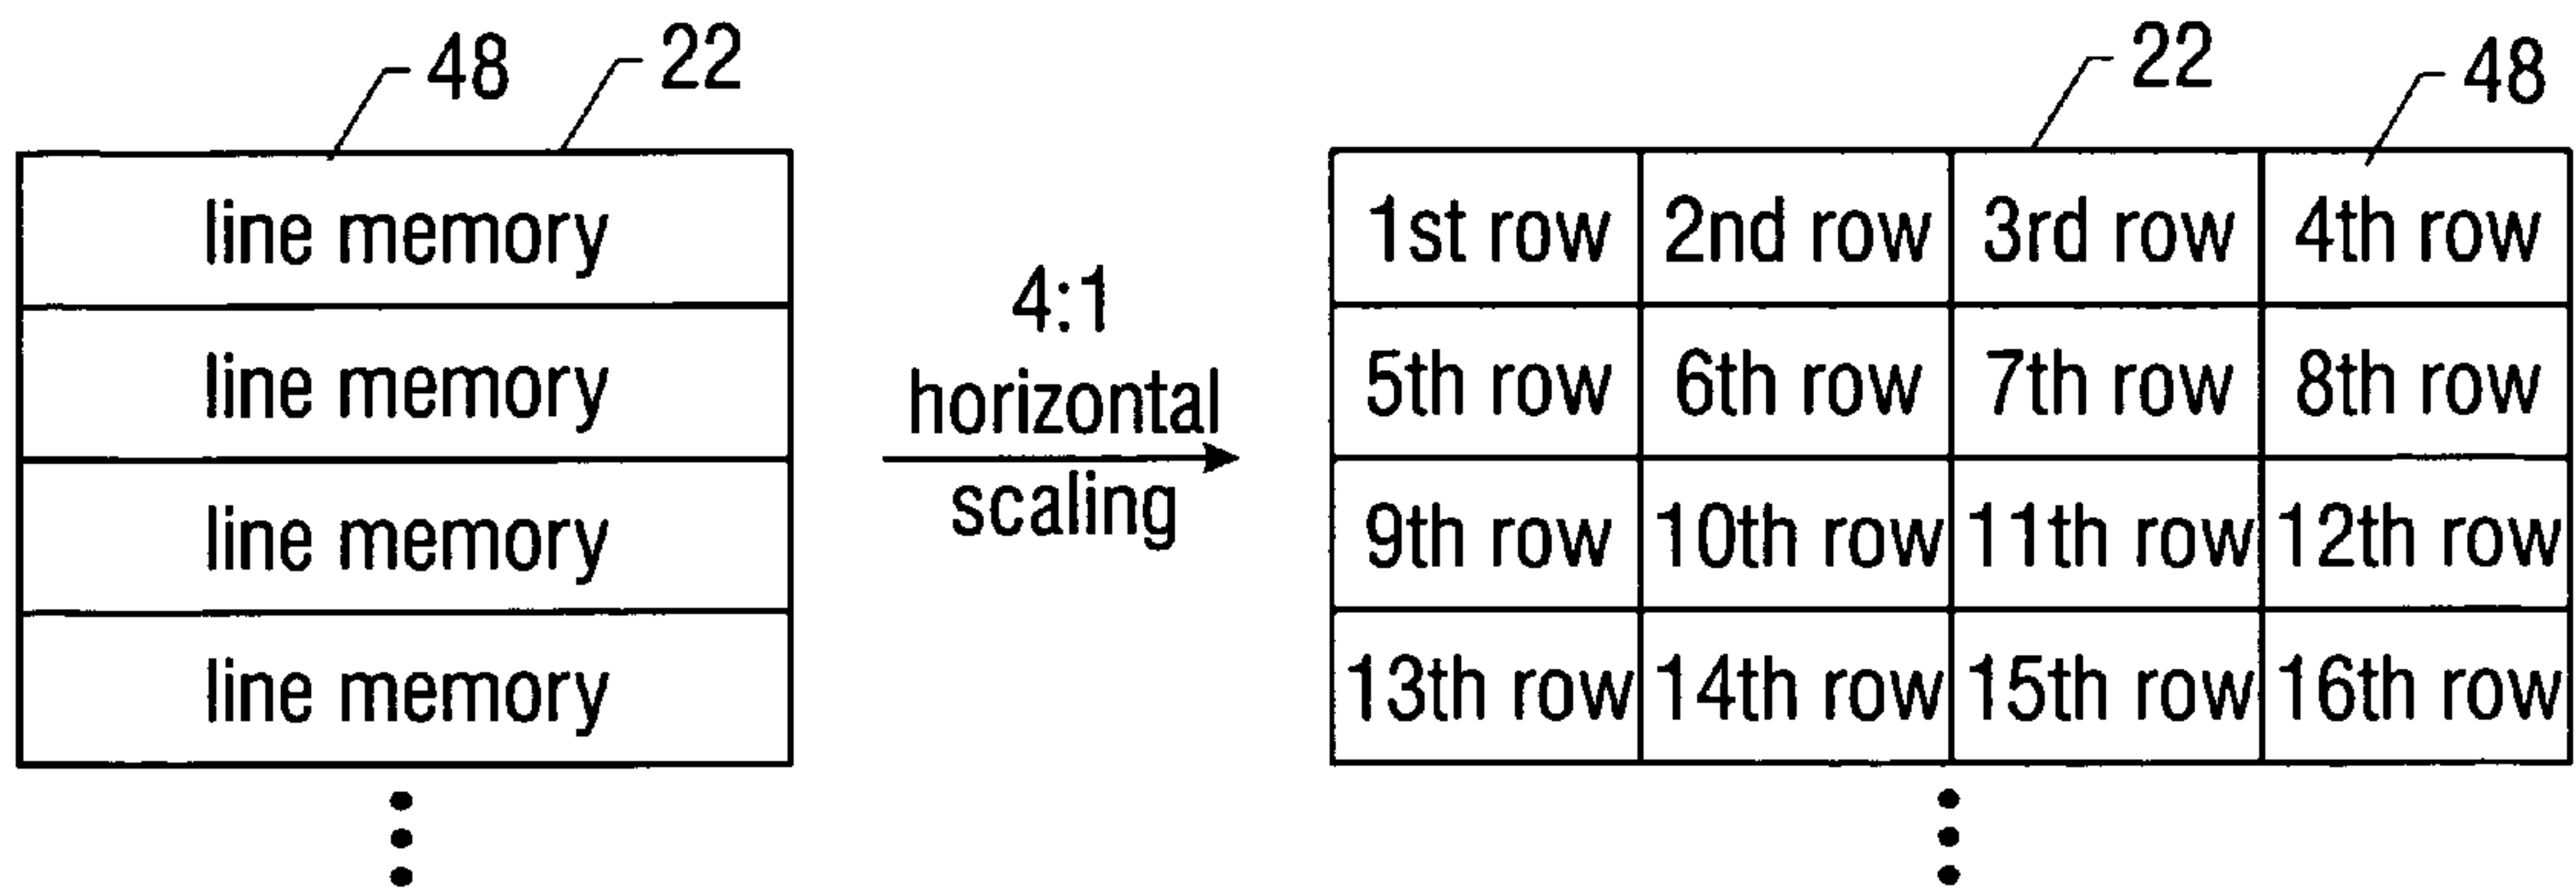 48
22
line memory
line memory
line memory
line memory
4:1
horizontal
scaling
22
48
1st row 2nd row 3rd row 4th row
5th row 6th row 7th row 8th row
9th row 10th row 11th row 12th row
13th row 14th row 15th row 16th row